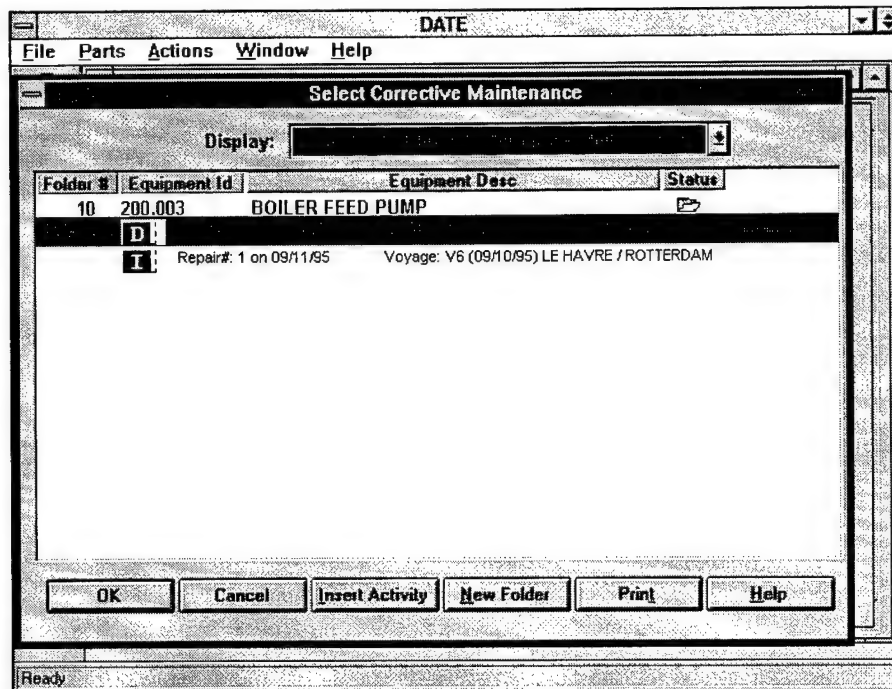 DATE
File Parts Actions Window Help
Select Corrective Maintenance
Display:
Folder # Equipment Id Equipment Desc Status
10 200.003 BOILER FEED PUMP
D
I Repair#: 1 on 09/11/95 Voyage: V6 (09/10/95) LE HAVRE / ROTTERDAM
OK Cancel Insert Activity New Folder Print Help
Ready